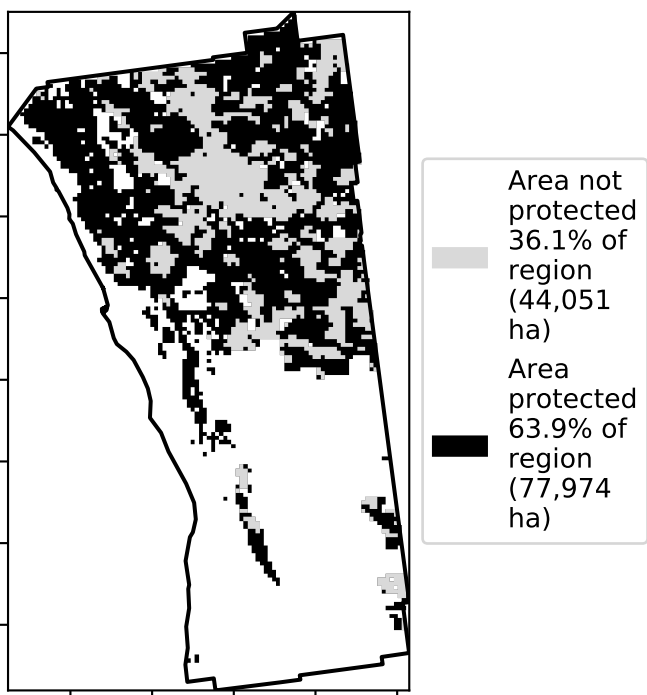 Area not
protected
36.1% of
region
(44,051
ha)
Area
protected
63.9% of
region
(77,974
ha)